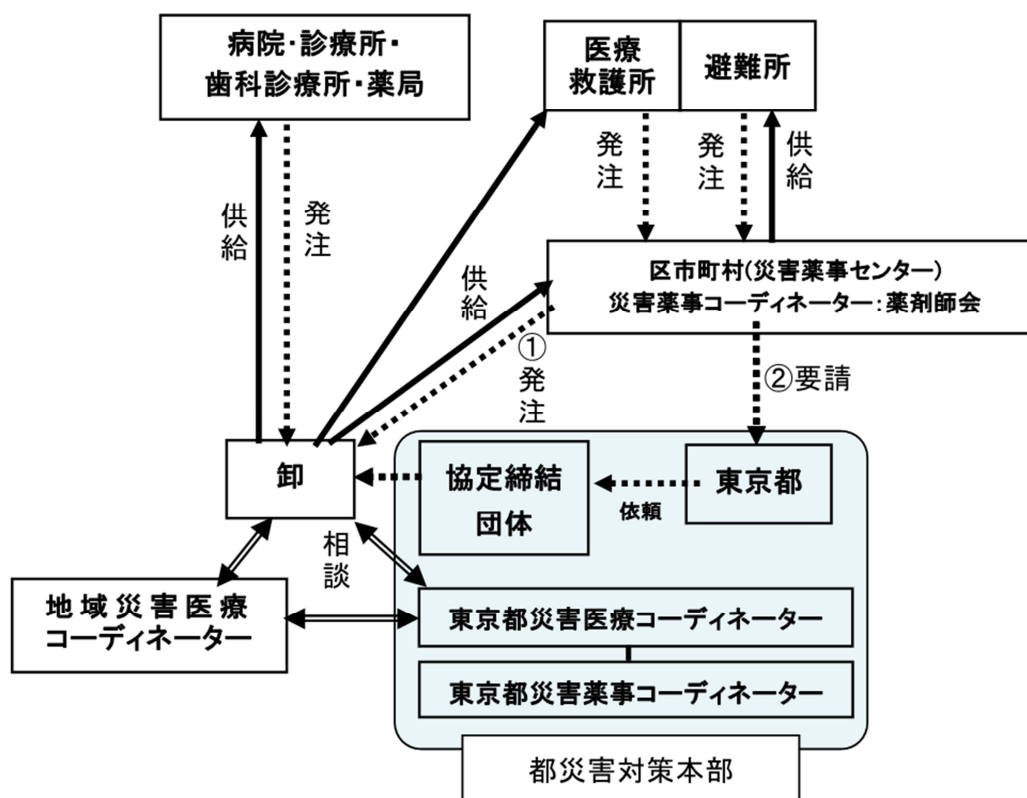 病院・診療所・
歯科診療所・薬局
医療
救護所
避難所
供給
発注
発注
発注
供給
区市町村(災害薬事センター)
災害薬事コーディネーター:薬剤師会
供給
①発注
②要請
卸
協定締結
団体
依頼
東京都
相談
地域災害医療
コーディネーター
東京都災害医療コーディネーター
東京都災害薬事コーディネーター
都災害対策本部